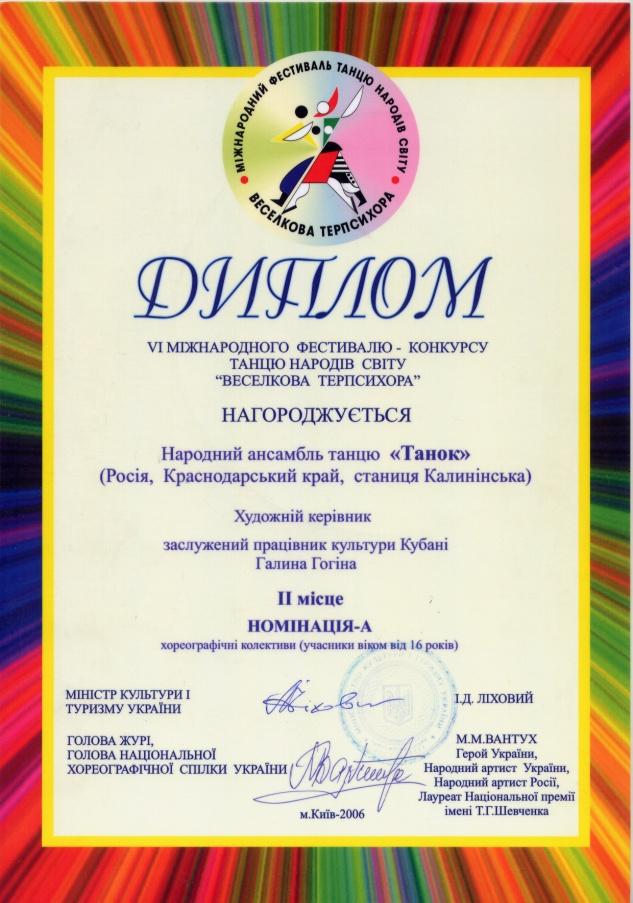 МІЖНАРОДНИЙ ФЕСТИВАЛЬ ТАНЦЮ НАРОДІВ СВІТУ
ВЕСЕЛКОВА ТЕРПСИХОРА
ДИПЛОМ
VI МІЖНАРОДНОГО ФЕСТИВАЛЮ - КОНКУРСУ
ТАНЦЮ НАРОДІВ СВІТУ
“ВЕСЕЛКОВА ТЕРПСИХОРА”
НАГОРОДЖУЄТЬСЯ
Народний ансамбль танцю «Танок»
(Росія, Краснодарський край, станиця Калинінська)
Художній керівник
заслужений працівник культури Кубані
Галина Гогіна
II місце
НОМІНАЦІЯ-А
хореографічні колективи (учасники віком від 16 років)
МІНІСТР КУЛЬТУРИ І
ТУРИЗМУ УКРАЇНИ
І.Д. ЛІХОВИЙ
ГОЛОВА ЖУРІ,
ГОЛОВА НАЦІОНАЛЬНОЇ
ХОРЕОГРАФІЧНОЇ СПІЛКИ УКРАЇНИ
М.М.ВАНТУХ
Герой України,
Народний артист України,
Народний артист Росії,
Лауреат Національної премії
імені Т.Г.Шевченка
м.Київ-2006